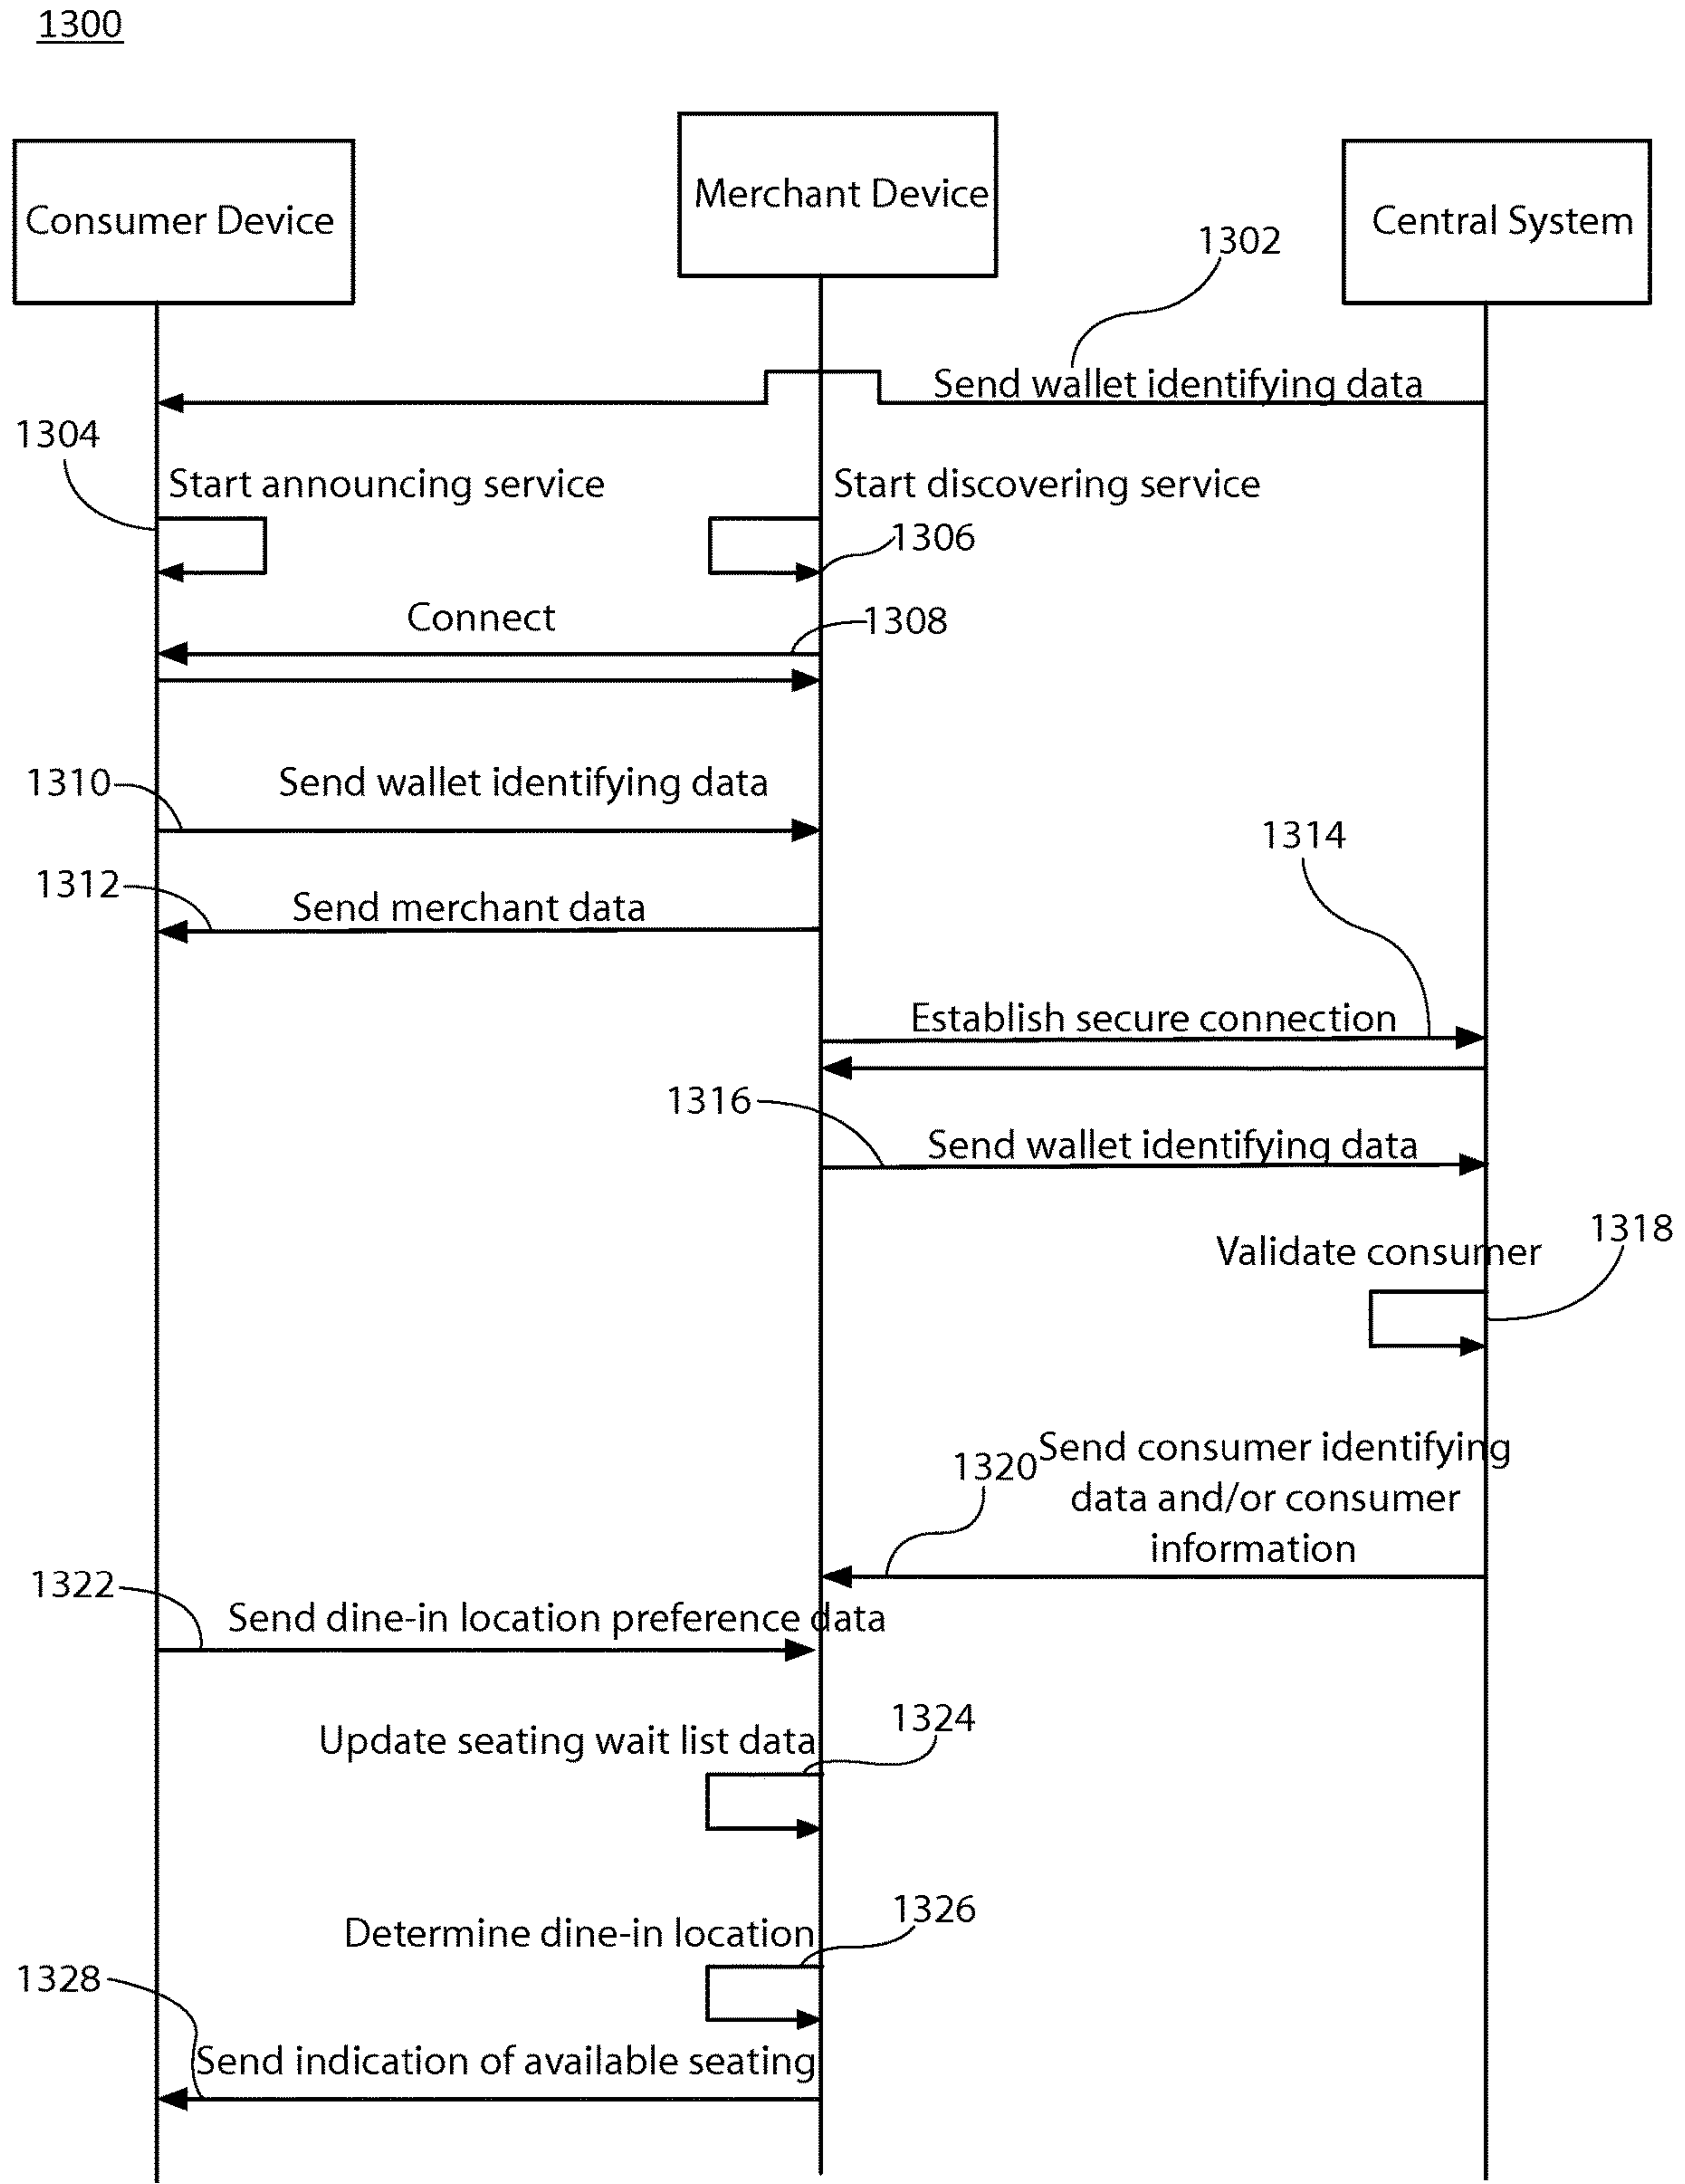 1300
Consumer Device
Merchant Device
Central System
1302
Send wallet identifying data
1304
Start announcing service
Start discovering service
1306
Connect
1308
1310
Send wallet identifying data
1312
Send merchant data
1314
Establish secure connection
1316
Send wallet identifying data
1318
Validate consumer
1320
Send consumer identifying
data and/or consumer
information
1322
Send dine-in location preference data
1324
Update seating wait list data
1326
Determine dine-in location
1328
Send indication of available seating